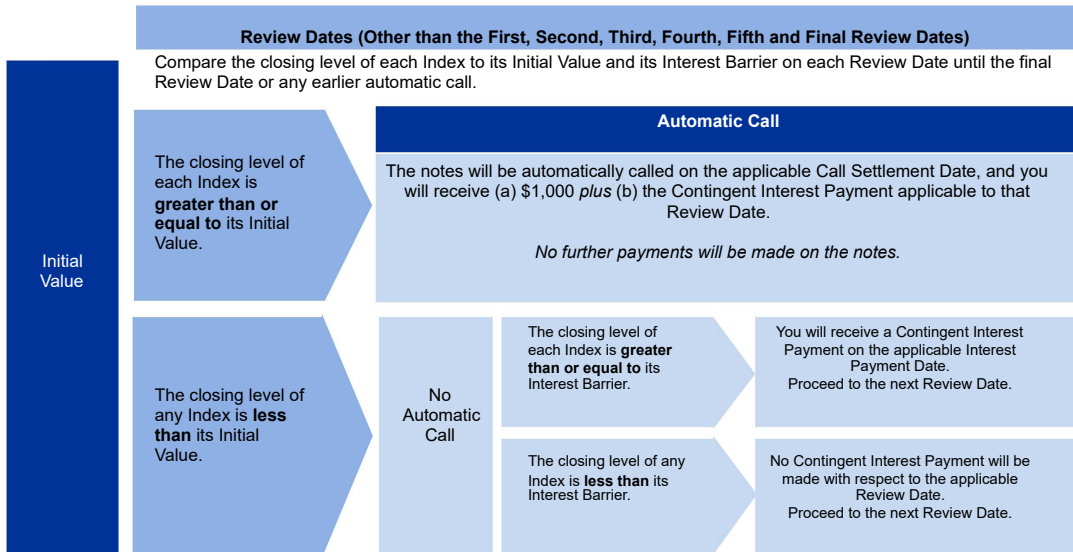 Review Dates (Other than the First, Second, Third, Fourth, Fifth and Final Review Dates)
Compare the closing level of each Index to its Initial Value and its Interest Barrier on each Review Date until the final
Review Date or any earlier automatic call.
Initial
Value
The closing level of
each Index is
greater than or
equal to its Initial
Value.
Automatic Call
The notes will be automatically called on the applicable Call Settlement Date, and you
will receive (a) $1,000 plus (b) the Contingent Interest Payment applicable to that
Review Date.
No further payments will be made on the notes.
The closing level of
any Index is less
than its Initial
Value.
No
Automatic
Call
The closing level of
each Index is greater
than or equal to its
Interest Barrier.
You will receive a Contingent Interest
Payment on the applicable Interest
Payment Date.
Proceed to the next Review Date.
The closing level of any
Index is less than its
Interest Barrier.
No Contingent Interest Payment will be
made with respect to the applicable
Review Date.
Proceed to the next Review Date.